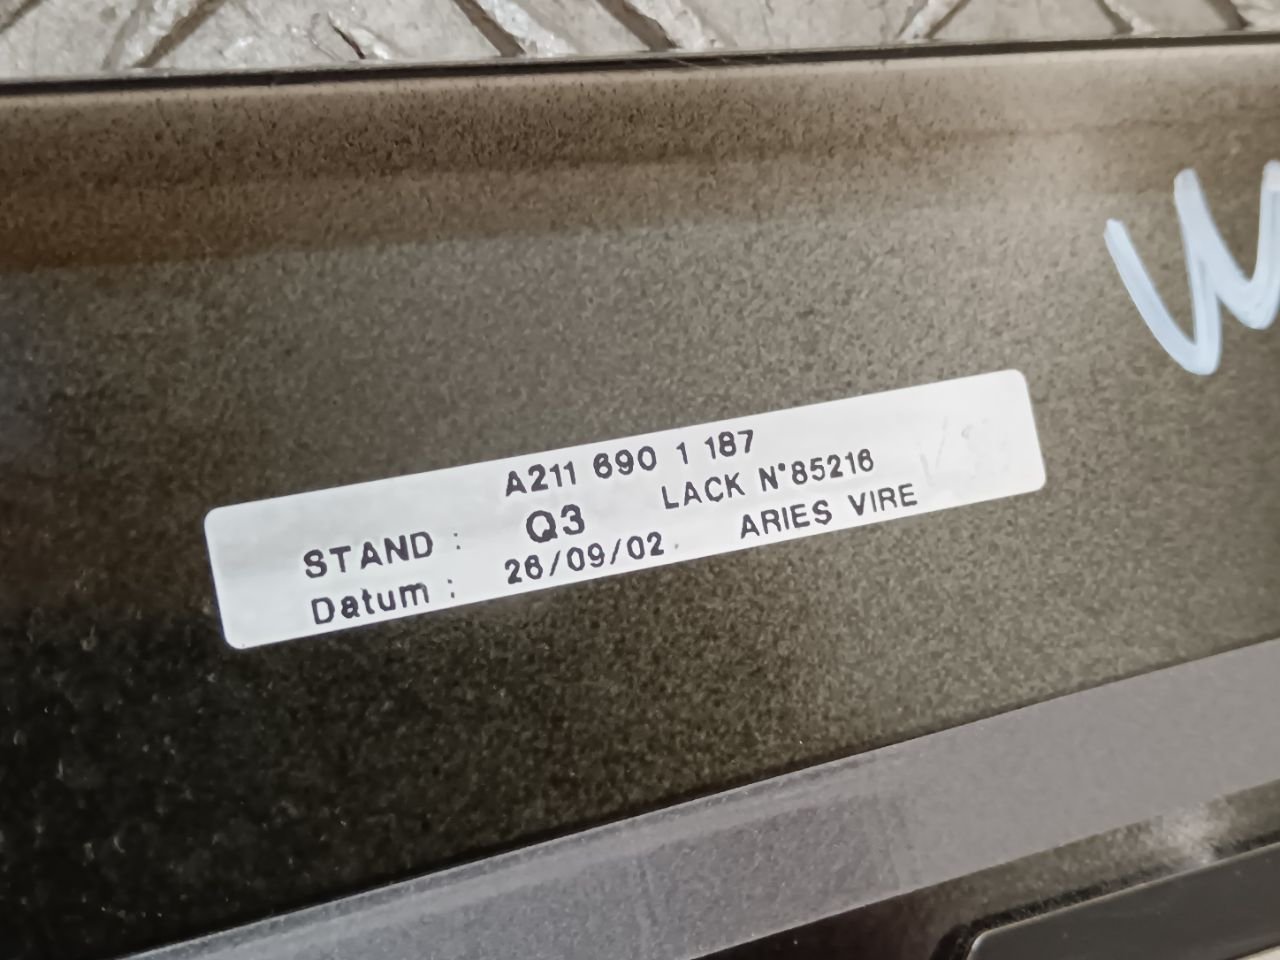 A211 690 1 187
STAND : Q3 LACK N°85216
Datum : 26/09/02 ARIES VIRE